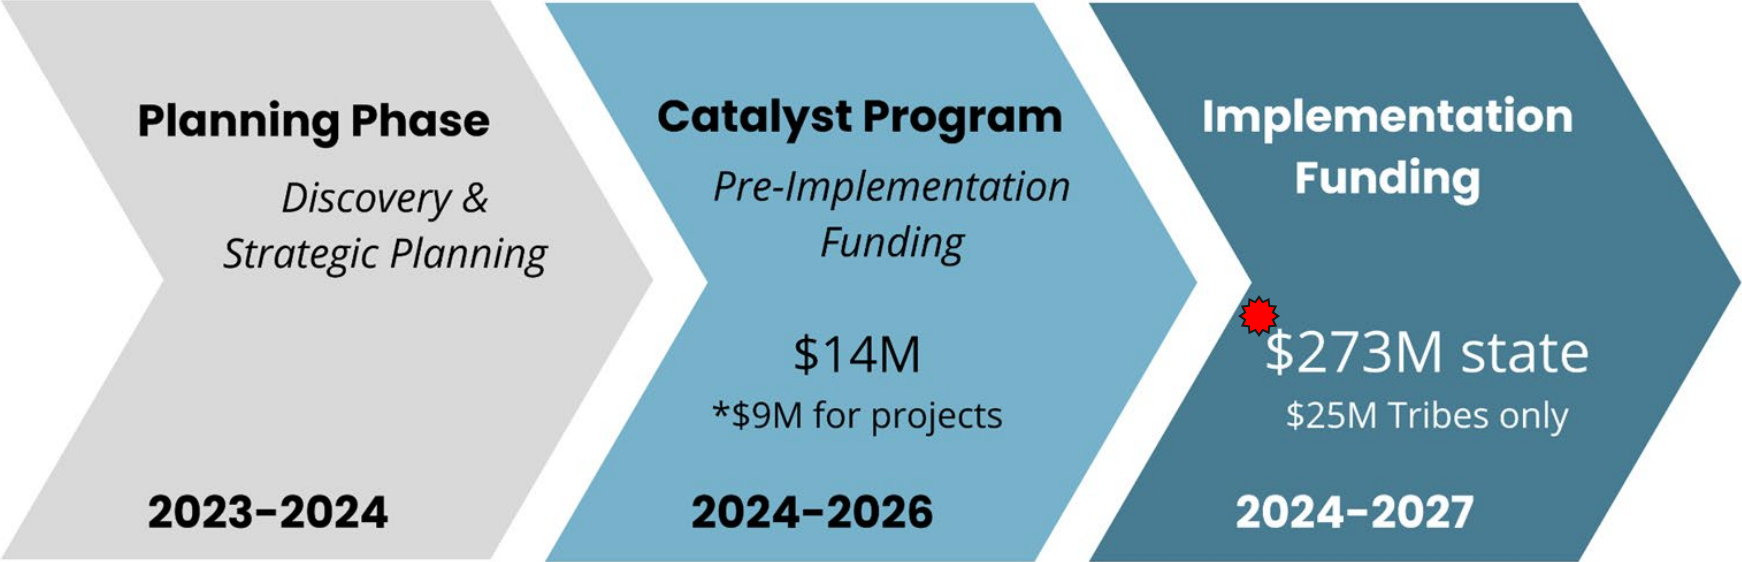 Planning Phase
Discovery &
Strategic Planning
2023-2024
Catalyst Program
Pre-Implementation
Funding
$14M
*$9M for projects
2024-2026
Implementation
Funding
$273M state
$25M Tribes only
2024-2027